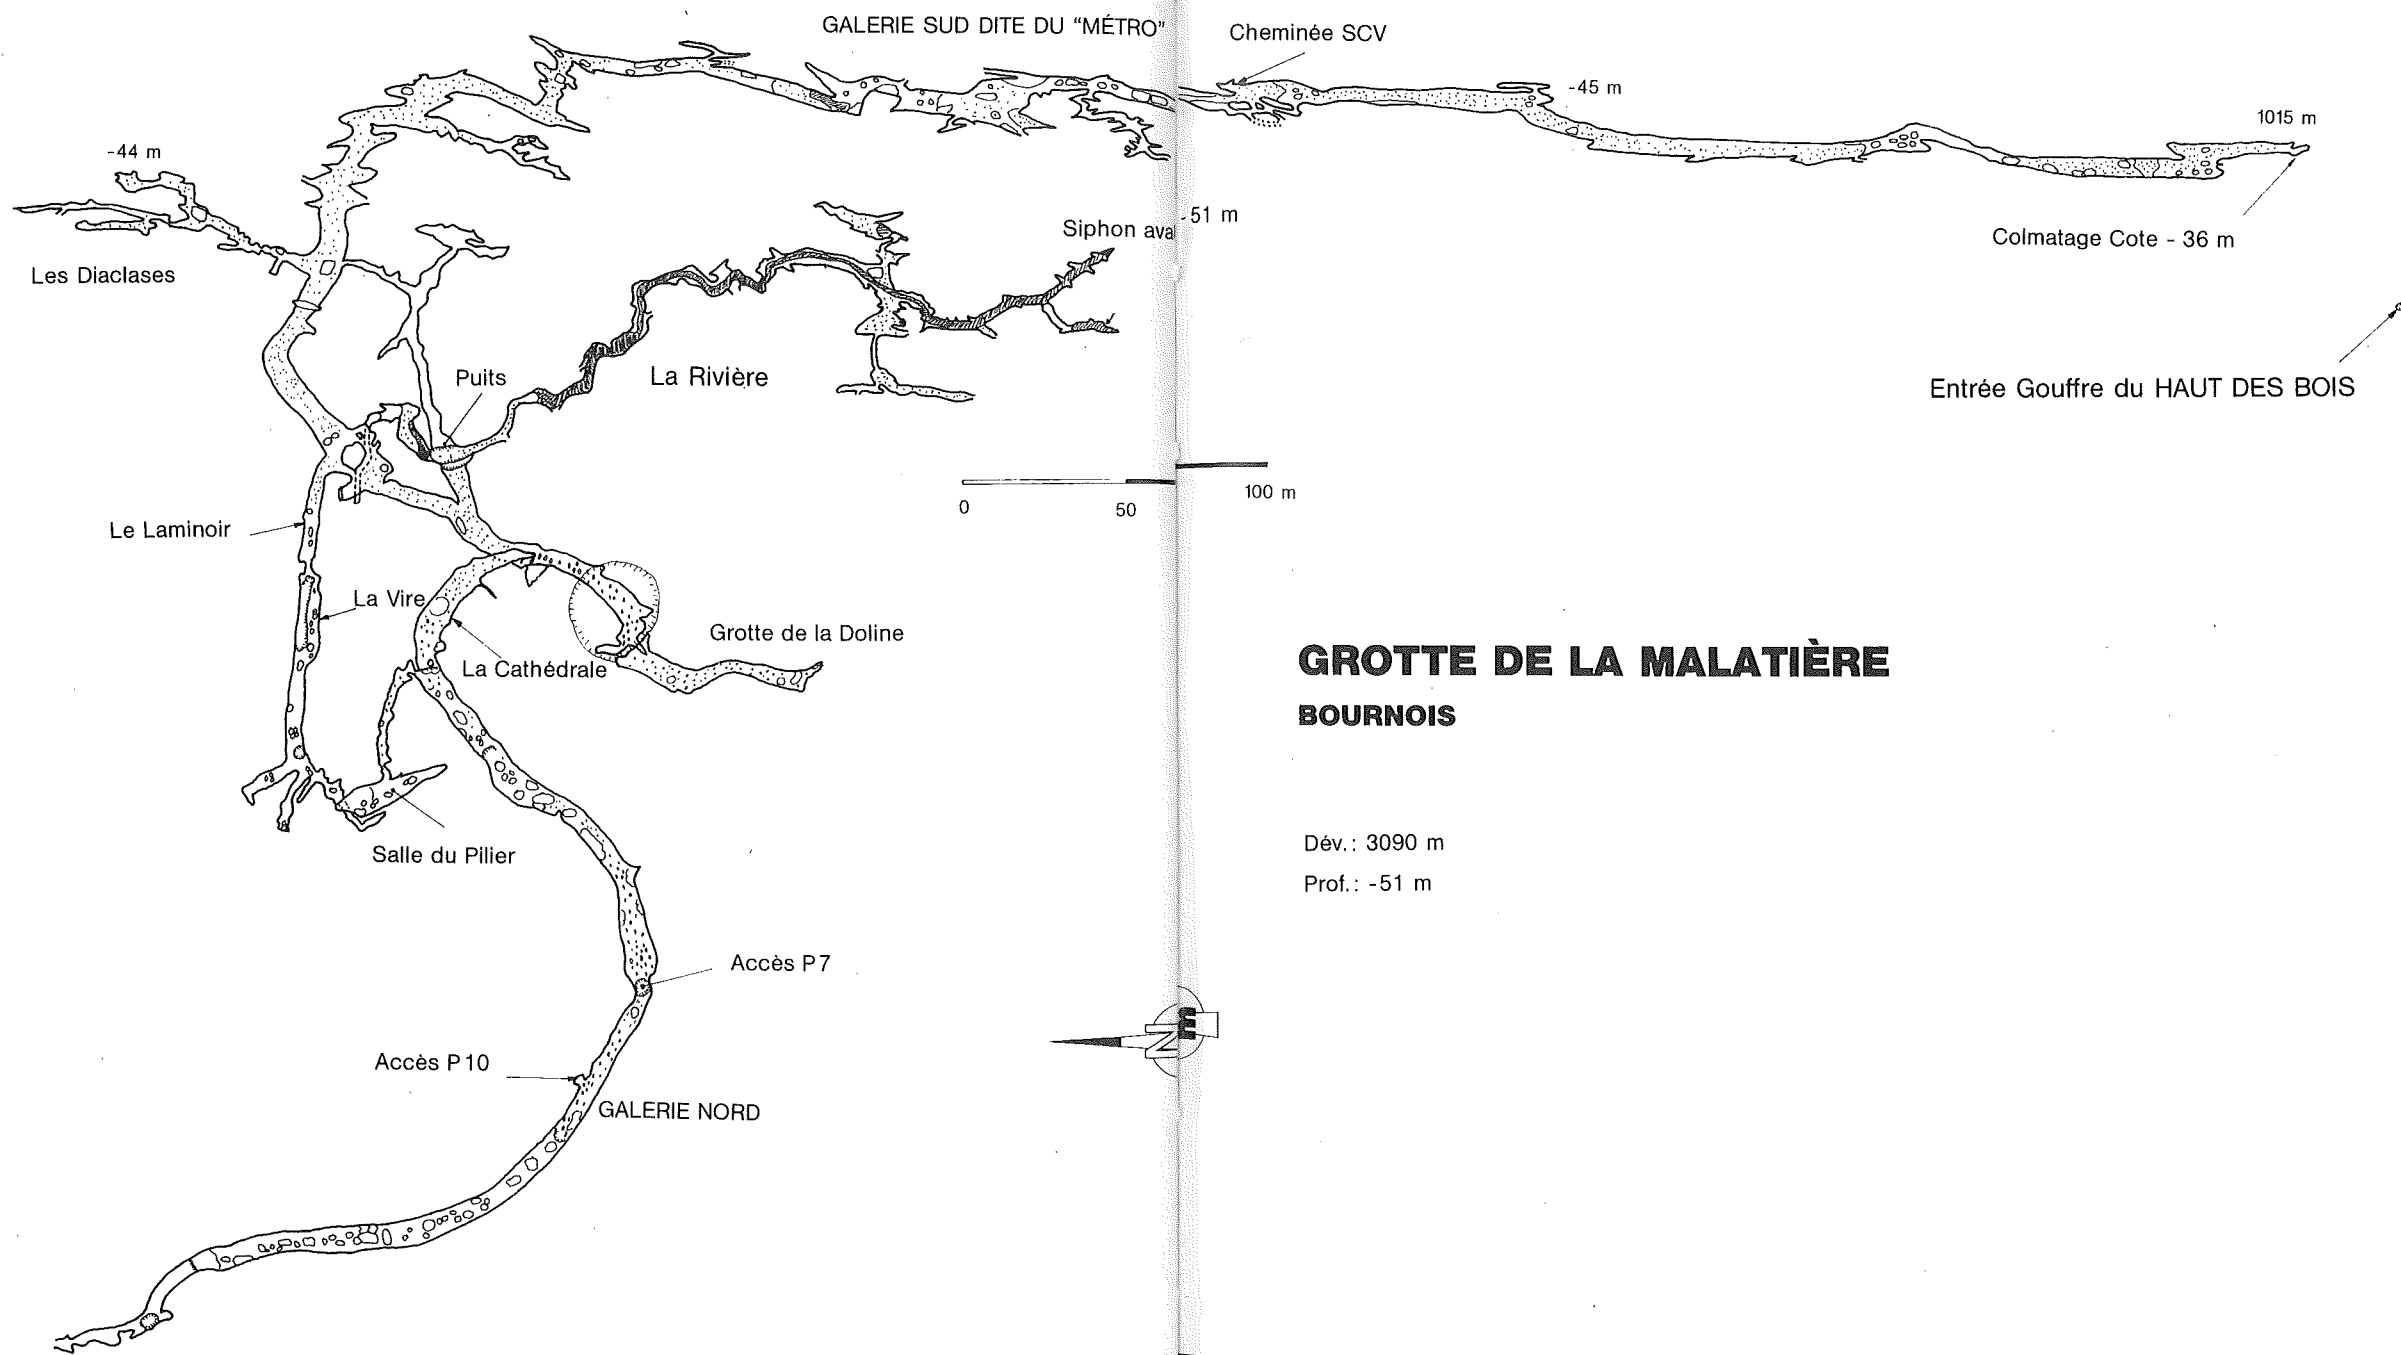 GALERIE SUD DITE DU “MÉTRO”
Cheminée SCV
-45 m
1015 m
-44 m
-51 m
Siphon ava
Colmatage Cote - 36 m
Les Diaclases
Puits
La Rivière
Entrée Gouffre du HAUT DES BOIS
0
50
100 m
Le Laminoir
La Vire
Grotte de la Doline
La Cathédrale
GROTTE DE LA MALATIÈRE
BOURNOIS
Salle du Pilier
Dév.: 3090 m
Prof.: -51 m
Accès P7
N
Accès P10
GALERIE NORD